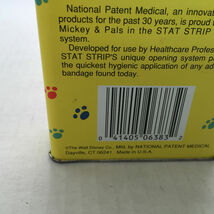 National Patent Medical, an innovat
products for the past 30 years, is proud
Mickey & Pals in the STAT STRIP
system.
Developed for use by Healthcare Profes
STAT STRIP'S unique opening system pa
the quickest hygienic application of any ad
bandage found today.
0 41405 06383 2
©The Walt Disney Co., Mfd. by NATIONAL PATENT MEDICAL
Dayville, CT 06241 Made in U.S.A.